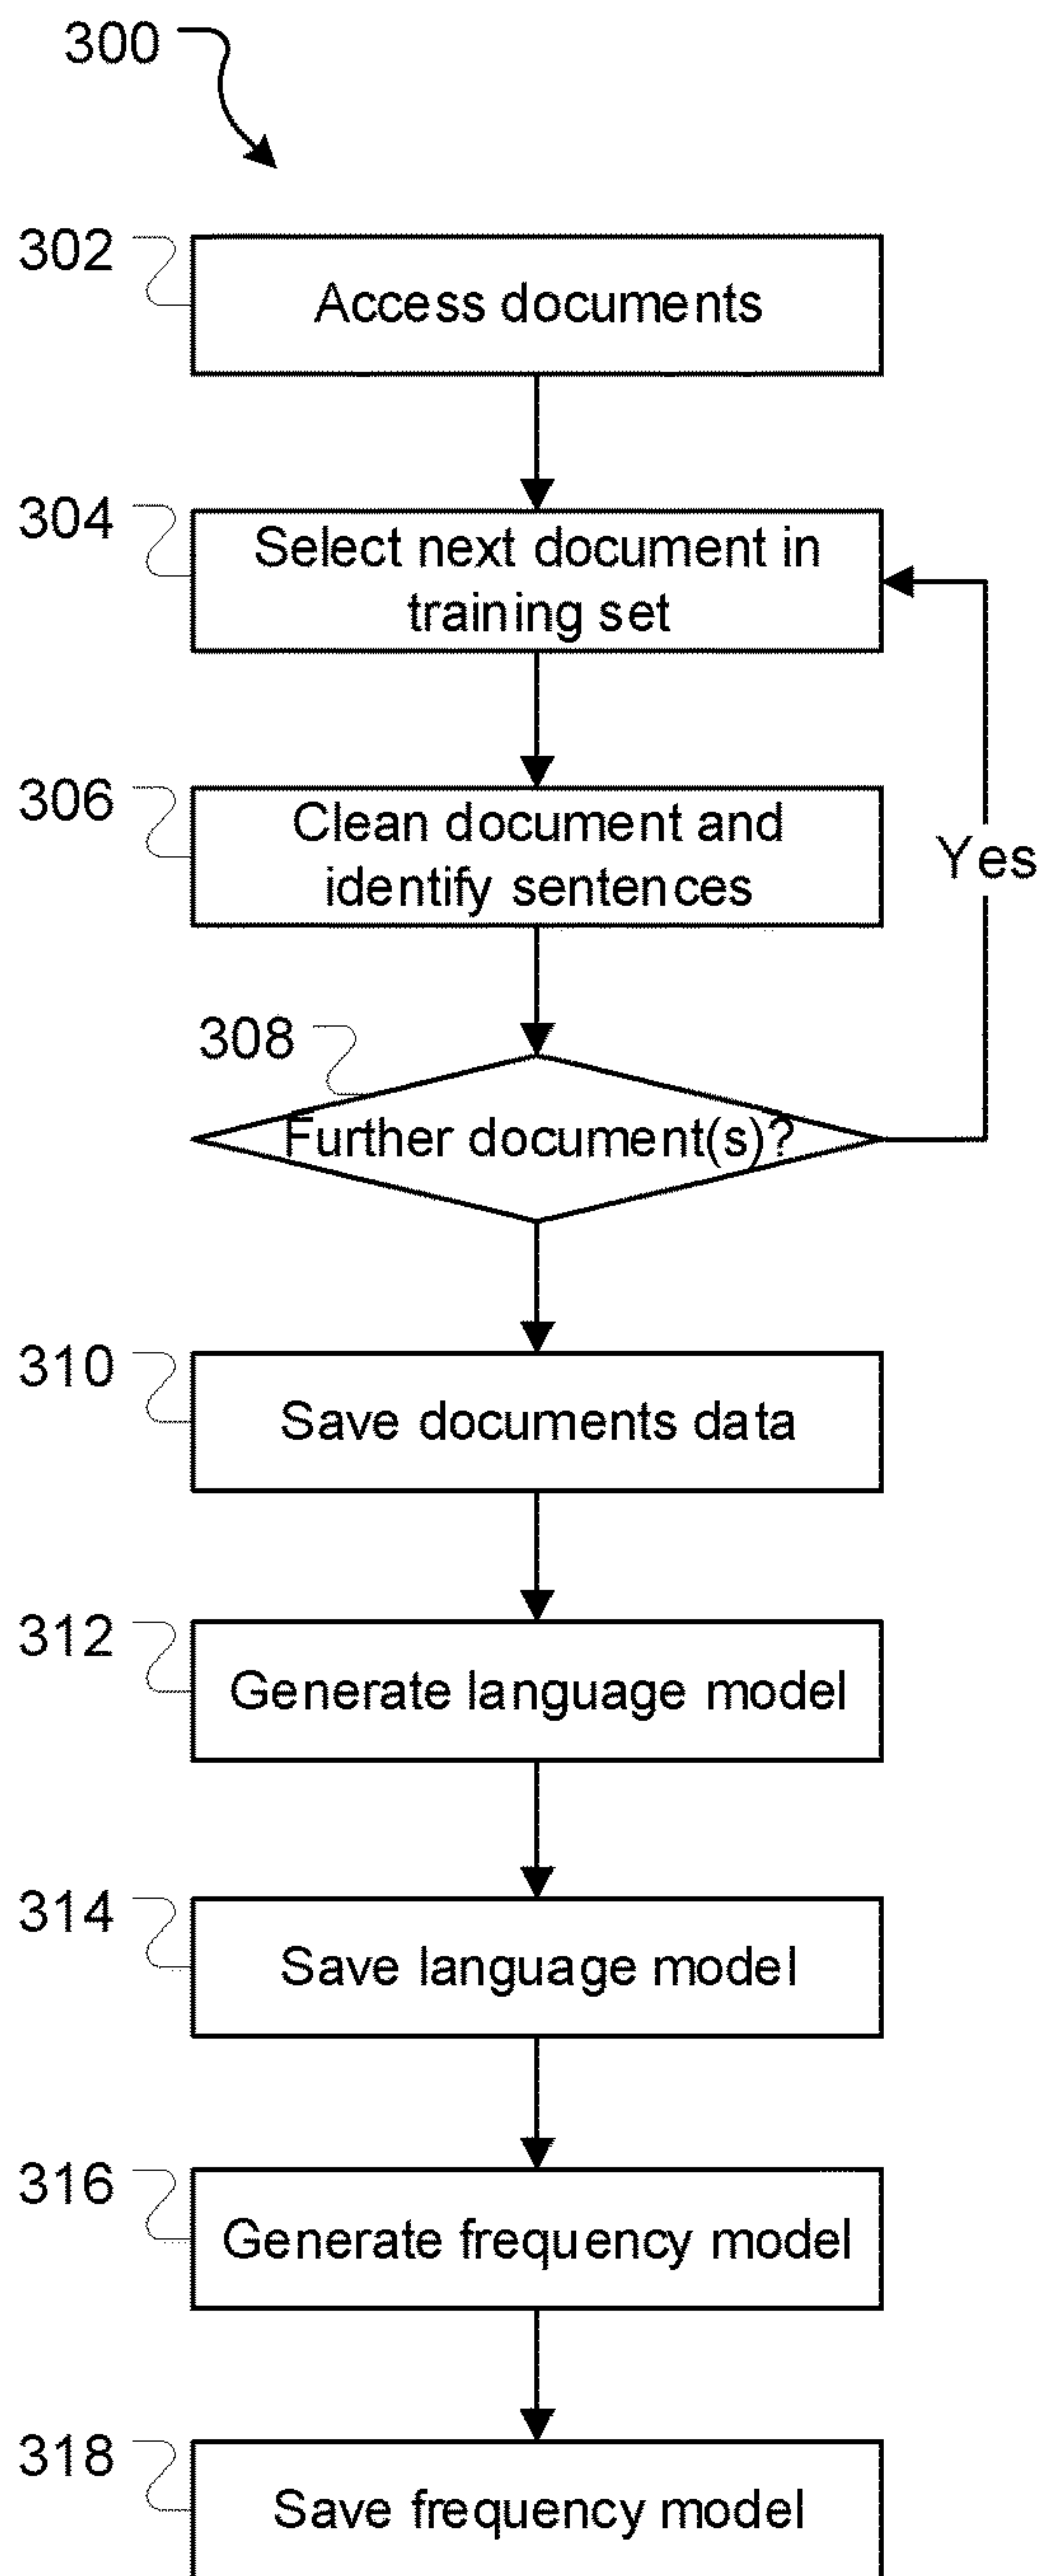 300
302
Access documents
304
Select next document in
training set
306
Clean document and
identify sentences
Yes
308
Further document(s)?
310
Save documents data
312
Generate language model
314
Save language model
316
Generate frequency model
318
Save frequency model